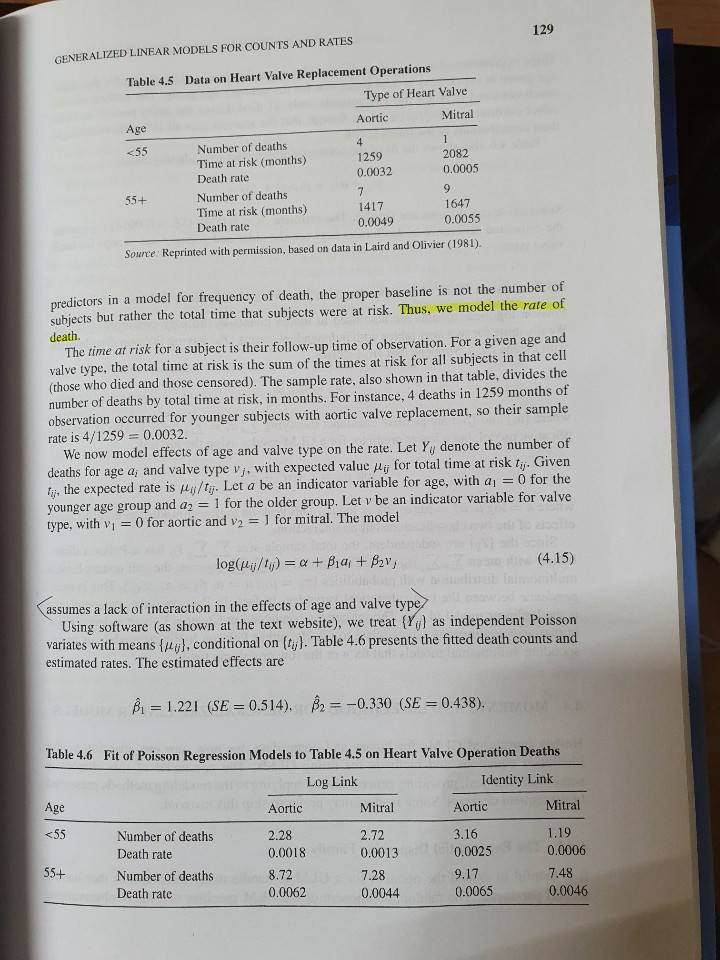 129
GENERALIZED LINEAR MODELS FOR COUNTS AND RATES
Table 4.5 Data on Heart Valve Replacement Operations
Type of Heart Valve
Age Aortic Mitral
<55 Number of deaths 4 1
Time at risk (months) 1259 2082
Death rate 0.0032 0.0005
55+ Number of deaths 7 9
Time at risk (months) 1417 1647
Death rate 0.0049 0.0055
Source: Reprinted with permission, based on data in Laird and Olivier (1981).
predictors in a model for frequency of death, the proper baseline is not the number of
subjects but rather the total time that subjects were at risk. Thus, we model the rate of
death.
The time at risk for a subject is their follow-up time of observation. For a given age and
valve type, the total time at risk is the sum of the times at risk for all subjects in that cell
(those who died and those censored). The sample rate, also shown in that table, divides the
number of deaths by total time at risk, in months. For instance, 4 deaths in 1259 months of
observation occurred for younger subjects with aortic valve replacement, so their sample
rate is 4/1259 = 0.0032.
We now model effects of age and valve type on the rate. Let Yij denote the number of
deaths for age ai and valve type vj, with expected value μij for total time at risk tij. Given
tij, the expected rate is μij/tij. Let a be an indicator variable for age, with a1 = 0 for the
younger age group and a2 = 1 for the older group. Let v be an indicator variable for valve
type, with v1 = 0 for aortic and v2 = 1 for mitral. The model
log(μij/tij) = α + β1ai + β2vj (4.15)
assumes a lack of interaction in the effects of age and valve type.
Using software (as shown at the text website), we treat {Yij} as independent Poisson
variates with means {μij}, conditional on {tij}. Table 4.6 presents the fitted death counts and
estimated rates. The estimated effects are
β̂1 = 1.221 (SE = 0.514), β̂2 = −0.330 (SE = 0.438).
Table 4.6 Fit of Poisson Regression Models to Table 4.5 on Heart Valve Operation Deaths
Log Link Identity Link
Age Aortic Mitral Aortic Mitral
<55 Number of deaths 2.28 2.72 3.16 1.19
Death rate 0.0018 0.0013 0.0025 0.0006
55+ Number of deaths 8.72 7.28 9.17 7.48
Death rate 0.0062 0.0044 0.0065 0.0046